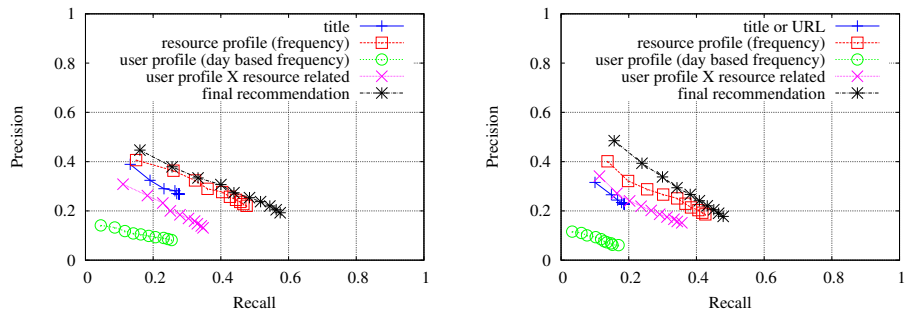 1
0.8
0.6
0.4
0.2
0
0.2
0.4
0.6
0.8
1
Precision
Recall
title
resource profile (frequency)
user profile (day based frequency)
user profile X resource related
final recommendation
1
0.8
0.6
0.4
0.2
0
0
0.2
0.4
0.6
0.8
1
Precision
Recall
title or URL
resource profile (frequency)
user profile (day based frequency)
user profile X resource related
final recommendation